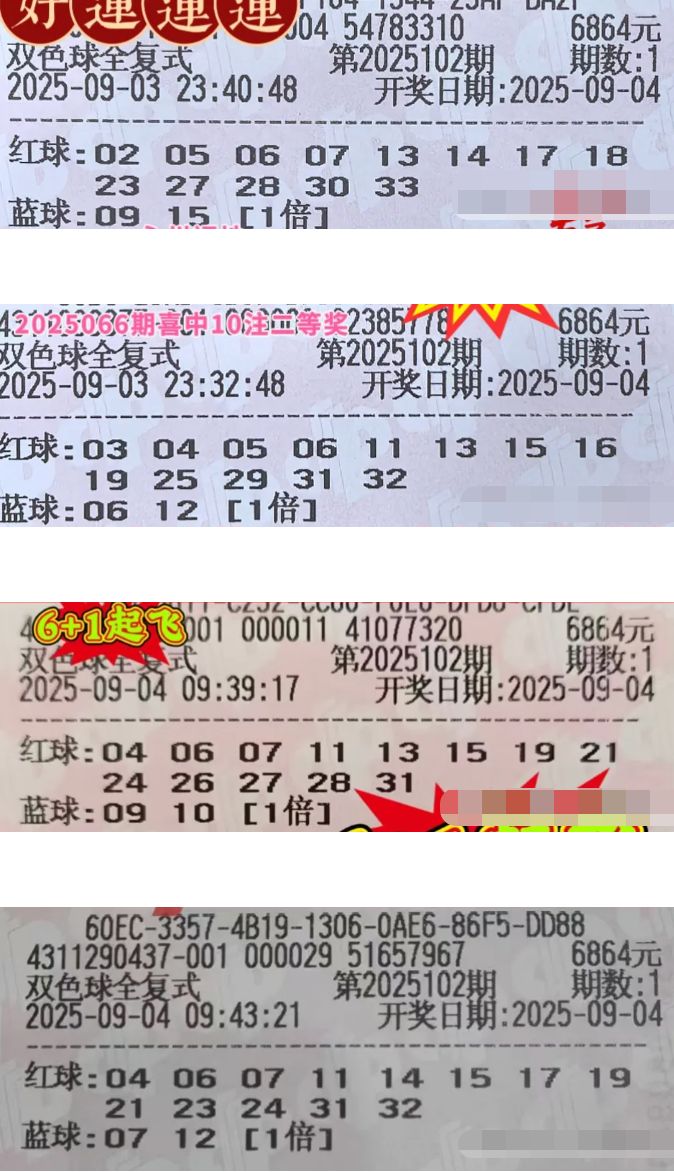 好運運運
004 54783310 6864元
双色球全复式 第2025102期 期数:1
2025-09-03 23:40:48 开奖日期:2025-09-04
红球:02 05 06 07 13 14 17 18
23 27 28 30 33
蓝球:09 15 [1倍]
2025066期喜中10注二等奖
6864元
双色球全复式 第2025102期 期数:1
2025-09-03 23:32:48 开奖日期:2025-09-04
红球:03 04 05 06 11 13 15 16
19 25 29 31 32
蓝球:06 12 [1倍]
6+1起飞
001 000011 41077320 6864元
双色球全复式 第2025102期 期数:1
2025-09-04 09:39:17 开奖日期:2025-09-04
红球:04 06 07 11 13 15 19 21
24 26 27 28 31
蓝球:09 10 [1倍]
60EC-3357-4B19-1306-0AE6-86F5-DD88
4311290437-001 000029 51657967 6864元
双色球全复式 第2025102期 期数:1
2025-09-04 09:43:21 开奖日期:2025-09-04
红球:04 06 07 11 14 15 17 19
21 23 24 31 32
蓝球:07 12 [1倍]